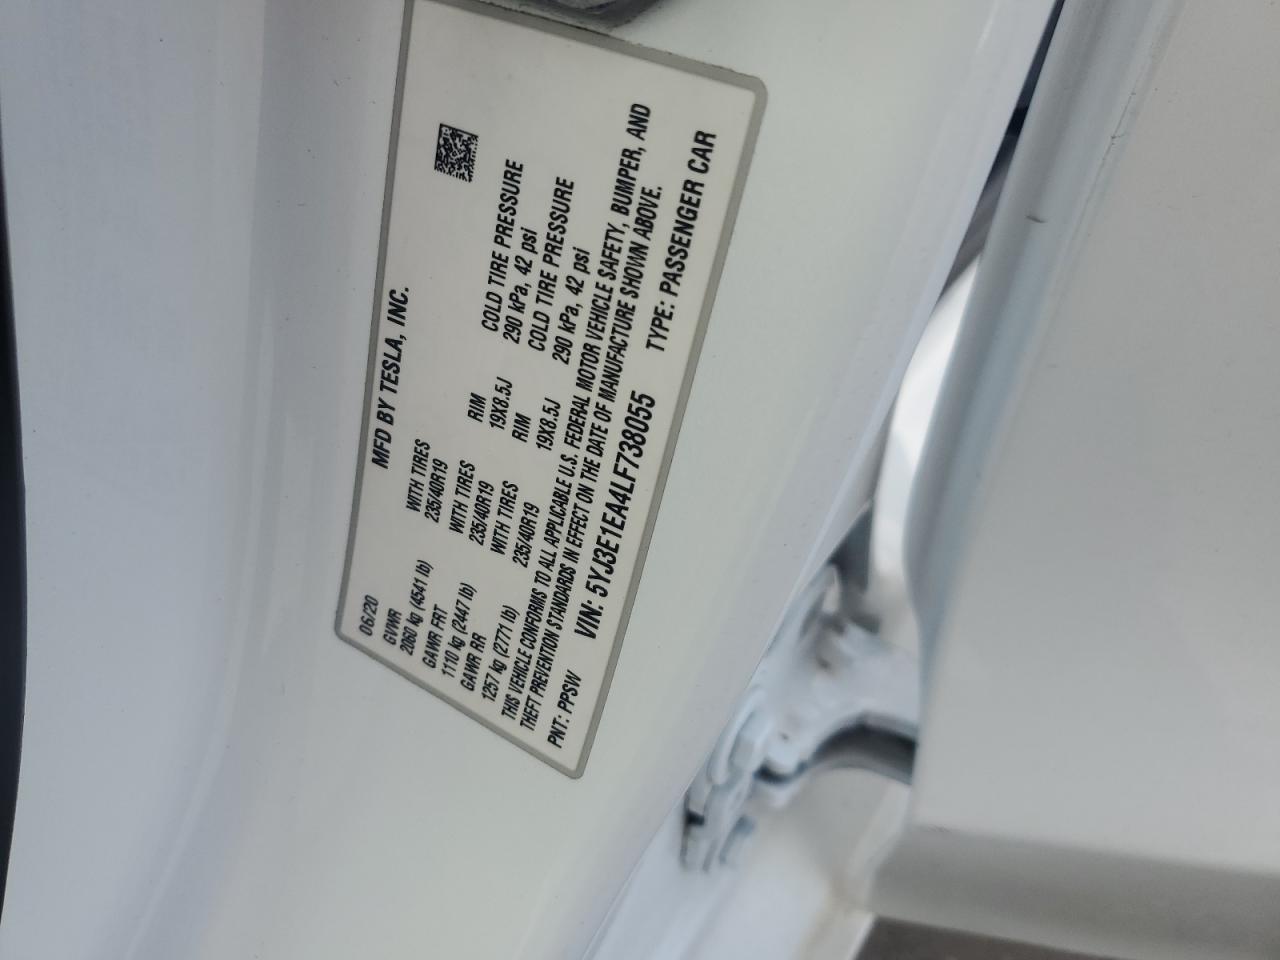 MFD BY TESLA, INC.
06/20
GVWR WITH TIRES RIM COLD TIRE PRESSURE
2060 kg (4541 lb) 235/40R19 19X8.5J 290 kPa, 42 psi
GAWR FRT WITH TIRES RIM COLD TIRE PRESSURE
1110 kg (2447 lb) 235/40R19 19X8.5J 290 kPa, 42 psi
GAWR RR WITH TIRES
1257 kg (2771 lb) 235/40R19
THIS VEHICLE CONFORMS TO ALL APPLICABLE U.S. FEDERAL MOTOR VEHICLE SAFETY, BUMPER, AND
THEFT PREVENTION STANDARDS IN EFFECT ON THE DATE OF MANUFACTURE SHOWN ABOVE.
PNT: PPSW VIN: 5YJ3E1EA4LF738055 TYPE: PASSENGER CAR